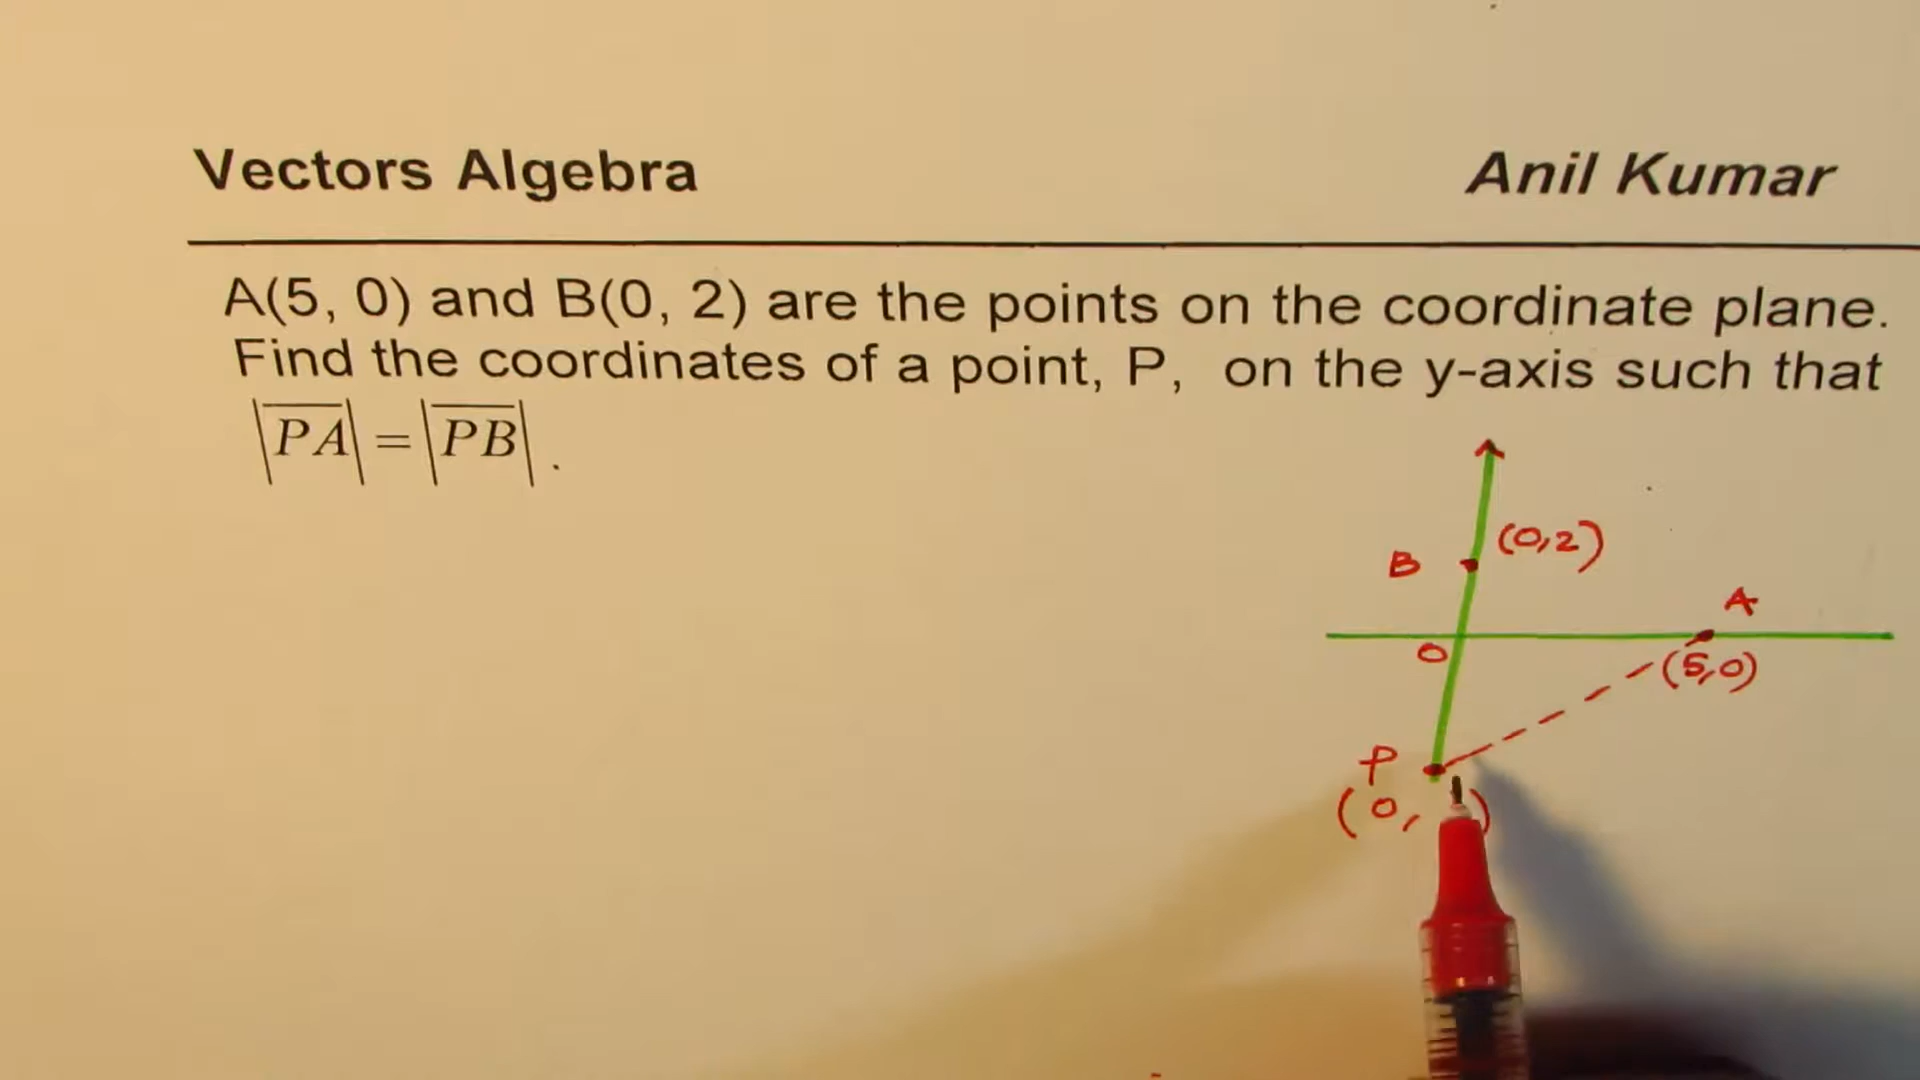 Vectors Algebra Anil Kumar
A(5, 0) and B(0, 2) are the points on the coordinate plane.
Find the coordinates of a point, P, on the y-axis such that
|PA| = |PB|.
B (0,2)
A
O (5,0)
P
(0, )